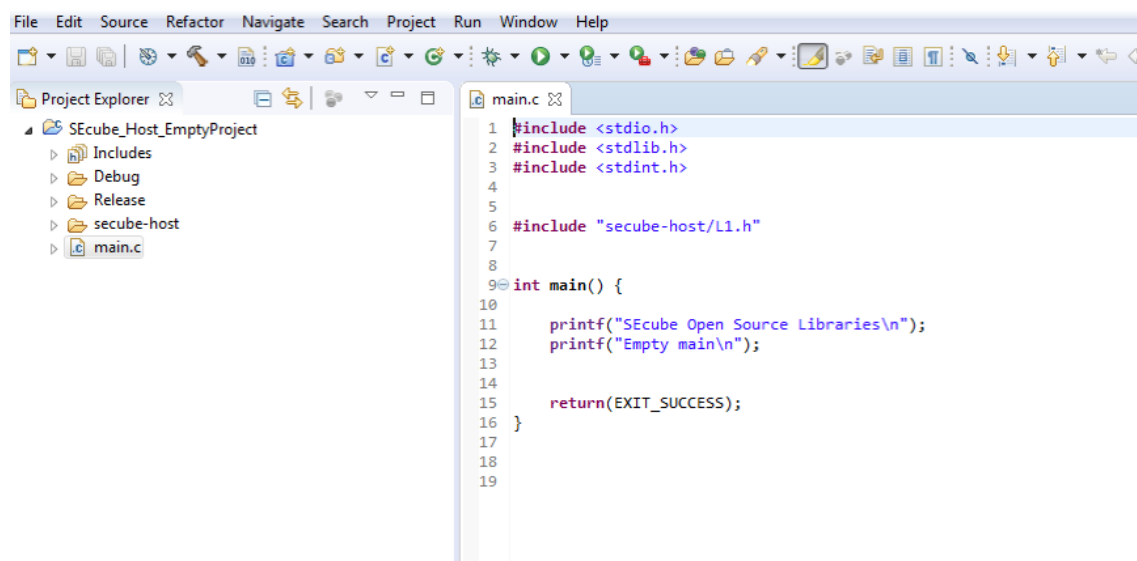 File Edit Source Refactor Navigate Search Project Run Window Help
Project Explorer
SEcube_Host_EmptyProject
Includes
Debug
Release
secube-host
main.c
main.c
1 #include <stdio.h>
2 #include <stdlib.h>
3 #include <stdint.h>
4
5
6 #include "secube-host/L1.h"
7
8
9 int main() {
10
11 printf("SEcube Open Source Libraries\n");
12 printf("Empty main\n");
13
14
15 return(EXIT_SUCCESS);
16 }
17
18
19